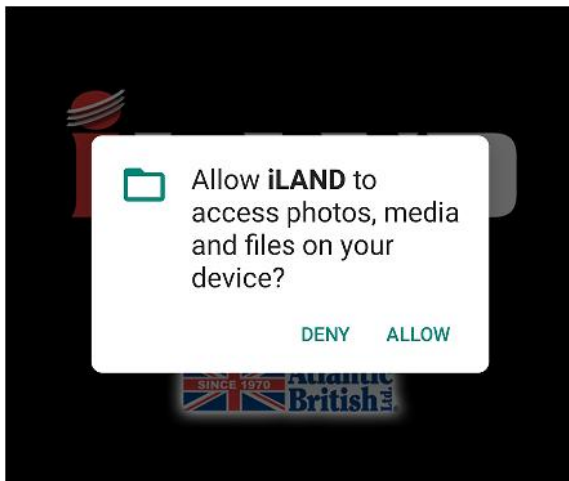 Allow iLAND to
access photos, media
and files on your
device?
DENY ALLOW
SINCE 1970
Atlantic
British Ltd.